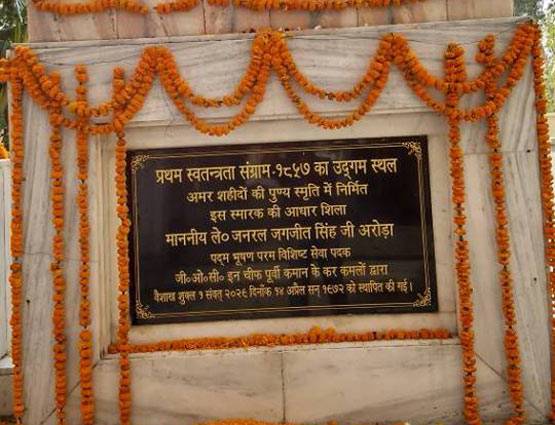 प्रथम स्वतन्त्रता संग्राम-१८५७ का उद्‌गम स्थल
अमर शहीदों की पुण्य स्मृति में निर्मित
इस स्मारक की आधार शिला
माननीय ले० जनरल जगजीत सिंह जी अरोड़ा
पद्म भूषण परम विशिष्ट सेवा पदक
जी०ओ०सी० इन चीफ पूर्वी कमान के कर कमलों द्वारा
वैशाख शुक्ल १ संवत् २०२९ दिनाँक १४ अप्रैल सन् १९७२ को स्थापित की गई।